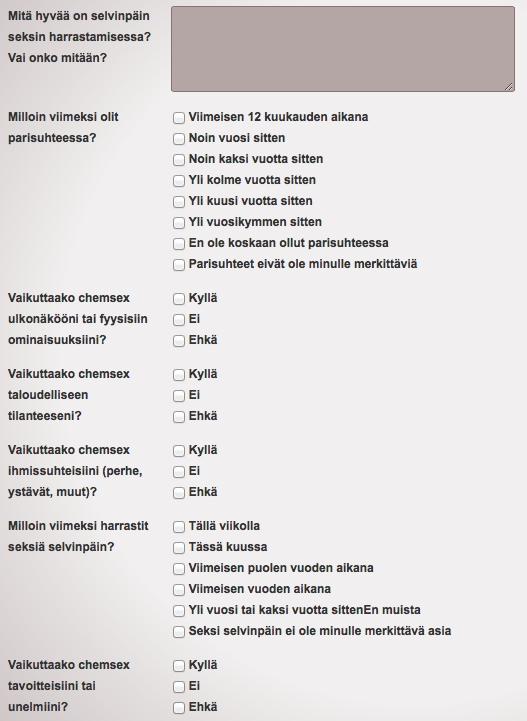 Mitä hyvää on selvinpäin
seksin harrastamisessa?
Vai onko mitään?
Milloin viimeksi olit
parisuhteessa?
Viimeisen 12 kuukauden aikana
Noin vuosi sitten
Noin kaksi vuotta sitten
Yli kolme vuotta sitten
Yli kuusi vuotta sitten
Yli vuosikymmen sitten
En ole koskaan ollut parisuhteessa
Parisuhteet eivät ole minulle merkittäviä
Vaikuttaako chemsex
ulkonäkööni tai fyysisiin
ominaisuuksiini?
Kyllä
Ei
Ehkä
Vaikuttaako chemsex
taloudelliseen
tilanteeseni?
Kyllä
Ei
Ehkä
Vaikuttaako chemsex
ihmissuhteisiini (perhe,
ystävät, muut)?
Kyllä
Ei
Ehkä
Milloin viimeksi harrastit
seksiä selvinpäin?
Tällä viikolla
Tässä kuussa
Viimeisen puolen vuoden aikana
Viimeisen vuoden aikana
Yli vuosi tai kaksi vuotta sittenEn muista
Seksi selvinpäin ei ole minulle merkittävä asia
Vaikuttaako chemsex
tavoitteisiini tai
unelmiini?
Kyllä
Ei
Ehkä